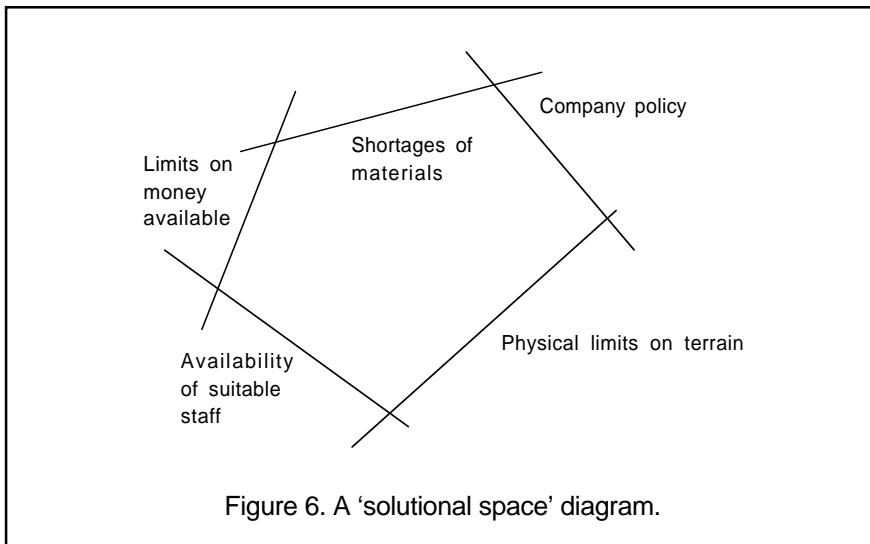 Company policy
Shortages of
materials
Limits on
money
available
Physical limits on terrain
Availability
of suitable
staff
Figure 6. A ‘solutional space’ diagram.